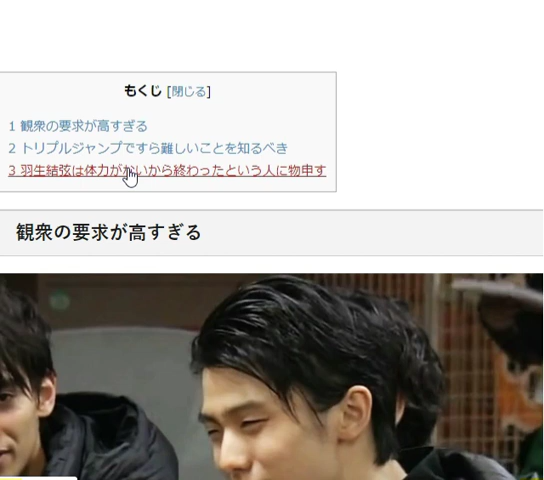 もくじ [閉じる]
1 観衆の要求が高すぎる
2 トリプルジャンプですら難しいことを知るべき
3 羽生結弦は体力がないから終わったという人に物申す
観衆の要求が高すぎる